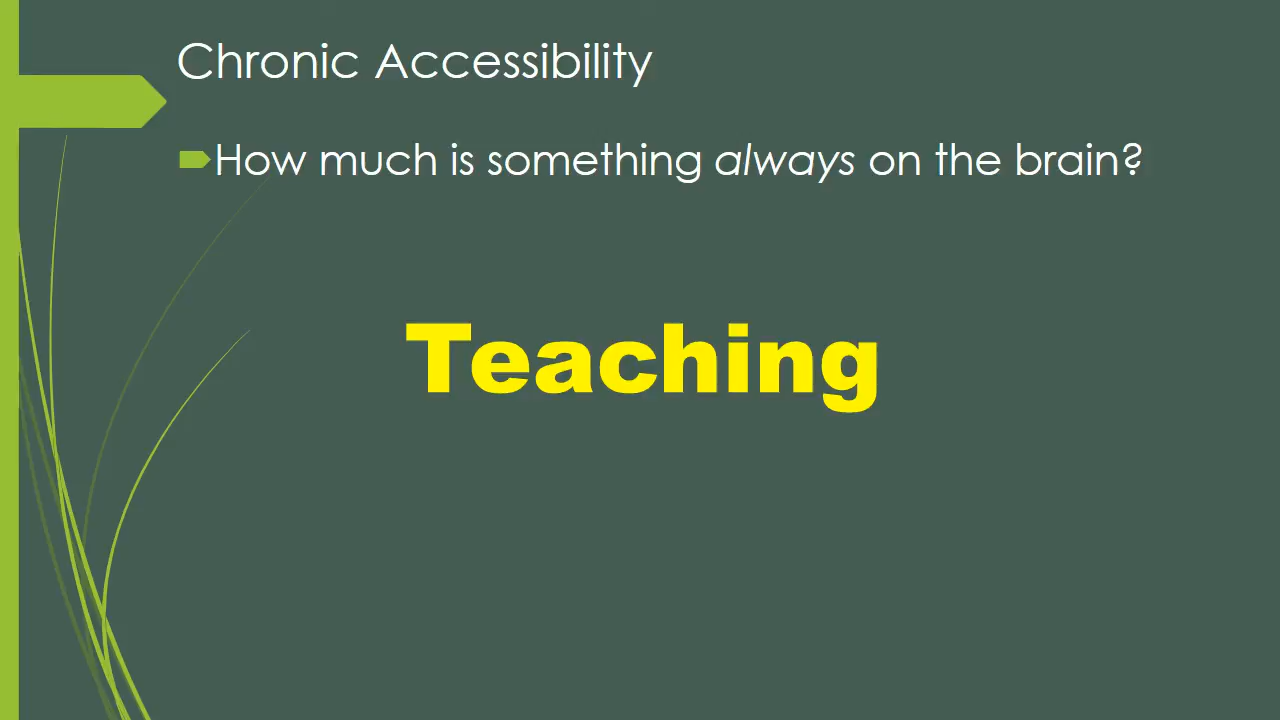 Chronic Accessibility
How much is something always on the brain?
Teaching